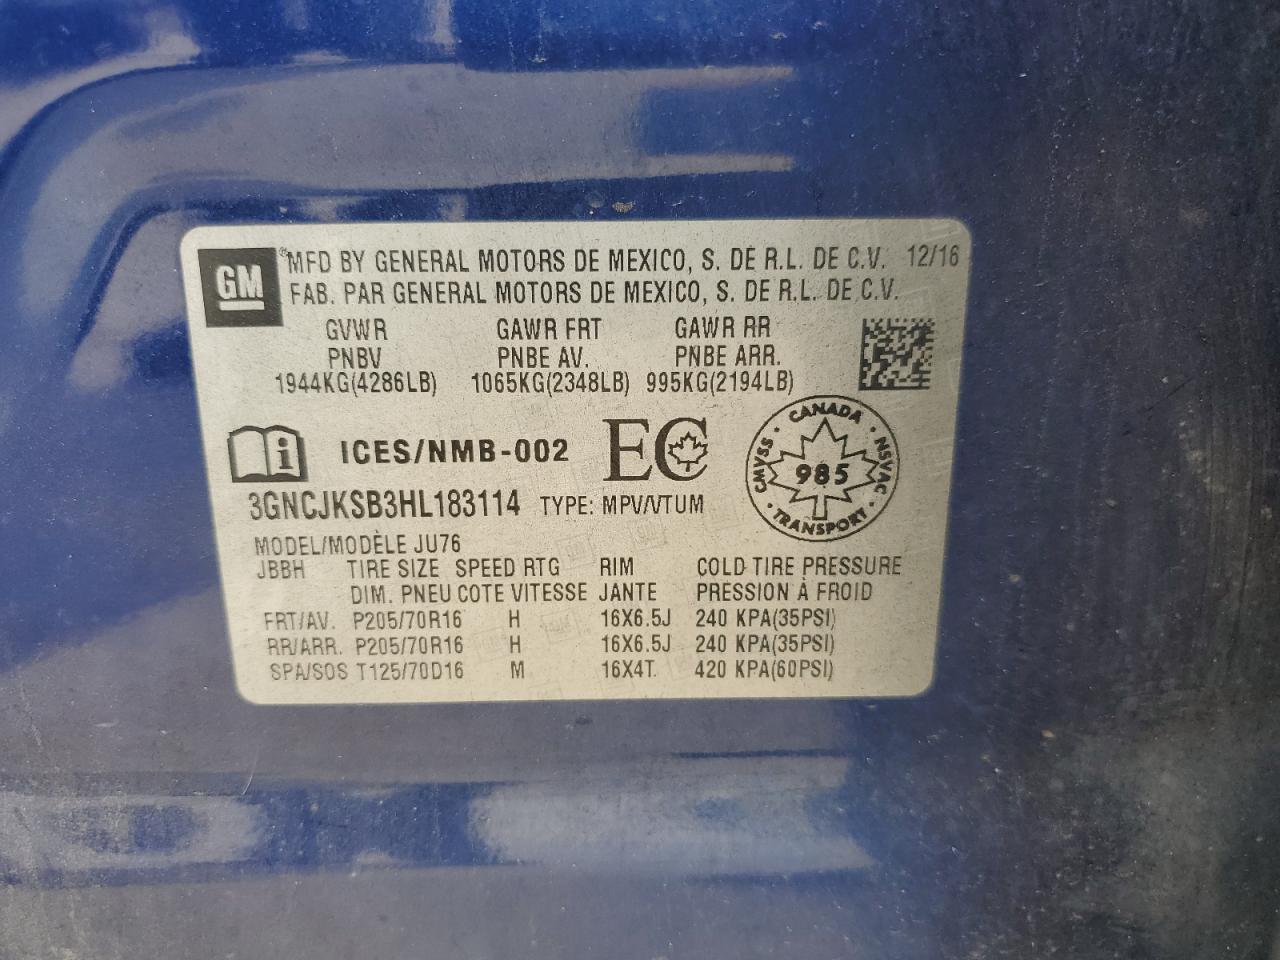 GM
®MFD BY GENERAL MOTORS DE MEXICO, S. DE R.L. DE C.V. 12/16
FAB. PAR GENERAL MOTORS DE MEXICO, S. DE R.L. DE C.V.
GVWR GAWR FRT GAWR RR
PNBV PNBE AV. PNBE ARR.
1944KG(4286LB) 1065KG(2348LB) 995KG(2194LB)
i ICES/NMB-002 EC
CANADA
CMVSS 985 NSVAC
TRANSPORT
3GNCJKSB3HL183114 TYPE: MPV/VTUM
MODEL/MODÈLE JU76
JBBH TIRE SIZE SPEED RTG RIM COLD TIRE PRESSURE
DIM. PNEU COTE VITESSE JANTE PRESSION À FROID
FRT/AV. P205/70R16 H 16X6.5J 240 KPA(35PSI)
RR/ARR. P205/70R16 H 16X6.5J 240 KPA(35PSI)
SPA/SOS T125/70D16 M 16X4T. 420 KPA(60PSI)